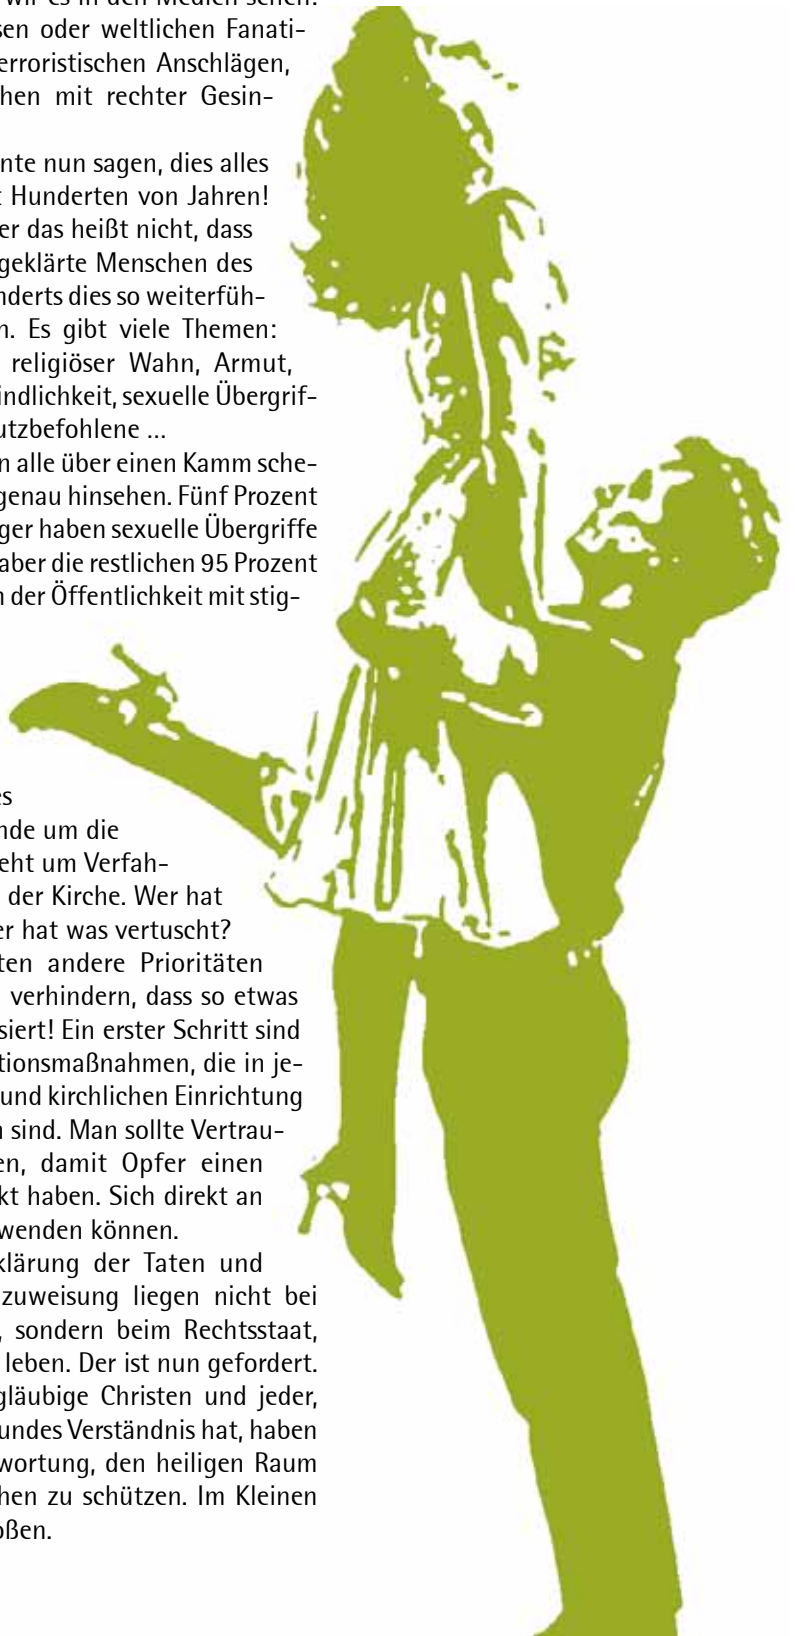 wir es in den Medien sehen.
sen oder weltlichen Fanati-
erroristischen Anschlägen,
hen mit rechter Gesin-
nte nun sagen, dies alles
t Hunderten von Jahren!
er das heißt nicht, dass
geklärte Menschen des
nderts dies so weiterfüh-
n. Es gibt viele Themen:
religiöser Wahn, Armut,
indlichkeit, sexuelle Übergrif-
utzbefohlene ...
n alle über einen Kamm sche-
genau hinsehen. Fünf Prozent
ger haben sexuelle Übergriffe
aber die restlichen 95 Prozent
n der Öffentlichkeit mit stig-
es
nde um die
eht um Verfah-
der Kirche. Wer hat
er hat was vertuscht?
ten andere Prioritäten
verhindern, dass so etwas
siert! Ein erster Schritt sind
tionsmaßnahmen, die in je-
und kirchlichen Einrichtung
n sind. Man sollte Vertrau-
en, damit Opfer einen
kt haben. Sich direkt an
wenden können.
klärung der Taten und
zuweisung liegen nicht bei
, sondern beim Rechtsstaat,
leben. Der ist nun gefordert.
gläubige Christen und jeder,
undes Verständnis hat, haben
wortung, den heiligen Raum
hen zu schützen. Im Kleinen
oßen.